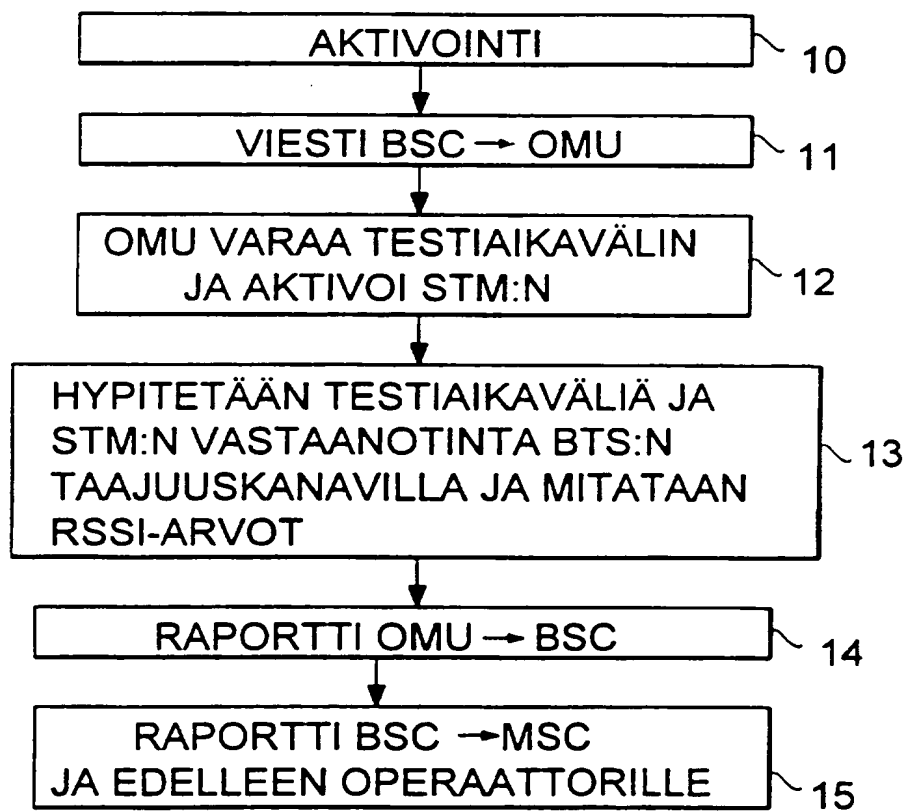 AKTIVOINTI
10
VIESTI BSC → OMU
11
OMU VARAA TESTIAIKAVÄLIN
JA AKTIVOI STM:N
12
HYPITETÄÄN TESTIAIKAVÄLIÄ JA
STM:N VASTAANOTINTA BTS:N
TAAJUUSKANAVILLA JA MITATAAN
RSSI-ARVOT
13
RAPORTTI OMU → BSC
14
RAPORTTI BSC → MSC
JA EDELLEEN OPERAATTORILLE
15